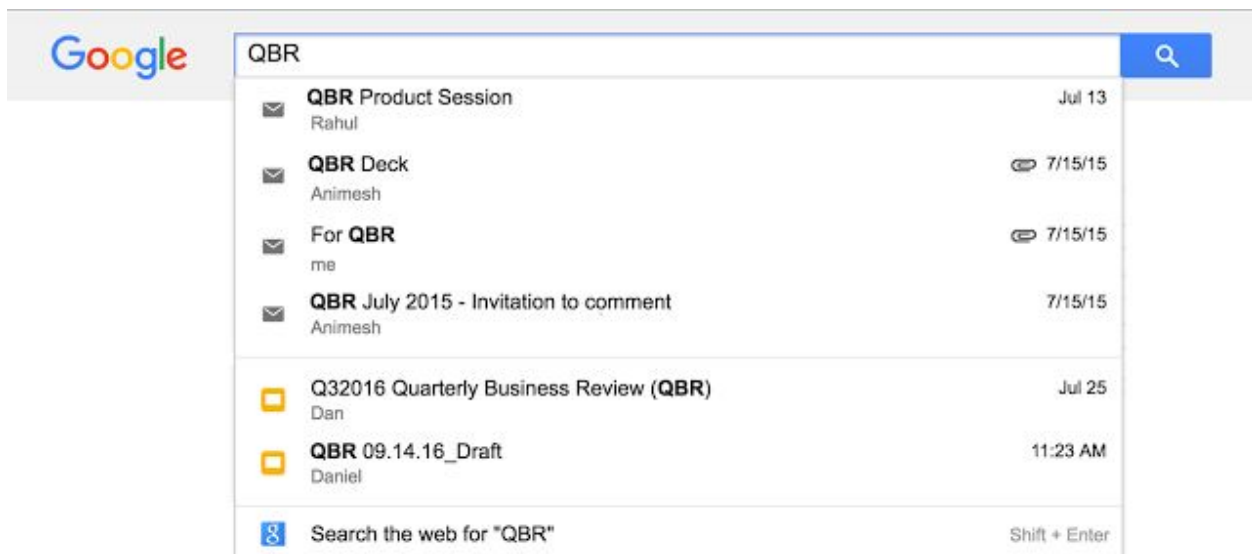 Google QBR
QBR Product Session Jul 13
Rahul
QBR Deck 7/15/15
Animesh
For QBR 7/15/15
me
QBR July 2015 - Invitation to comment 7/15/15
Animesh
Q32016 Quarterly Business Review (QBR) Jul 25
Dan
QBR 09.14.16_Draft 11:23 AM
Daniel
8 Search the web for "QBR" Shift + Enter